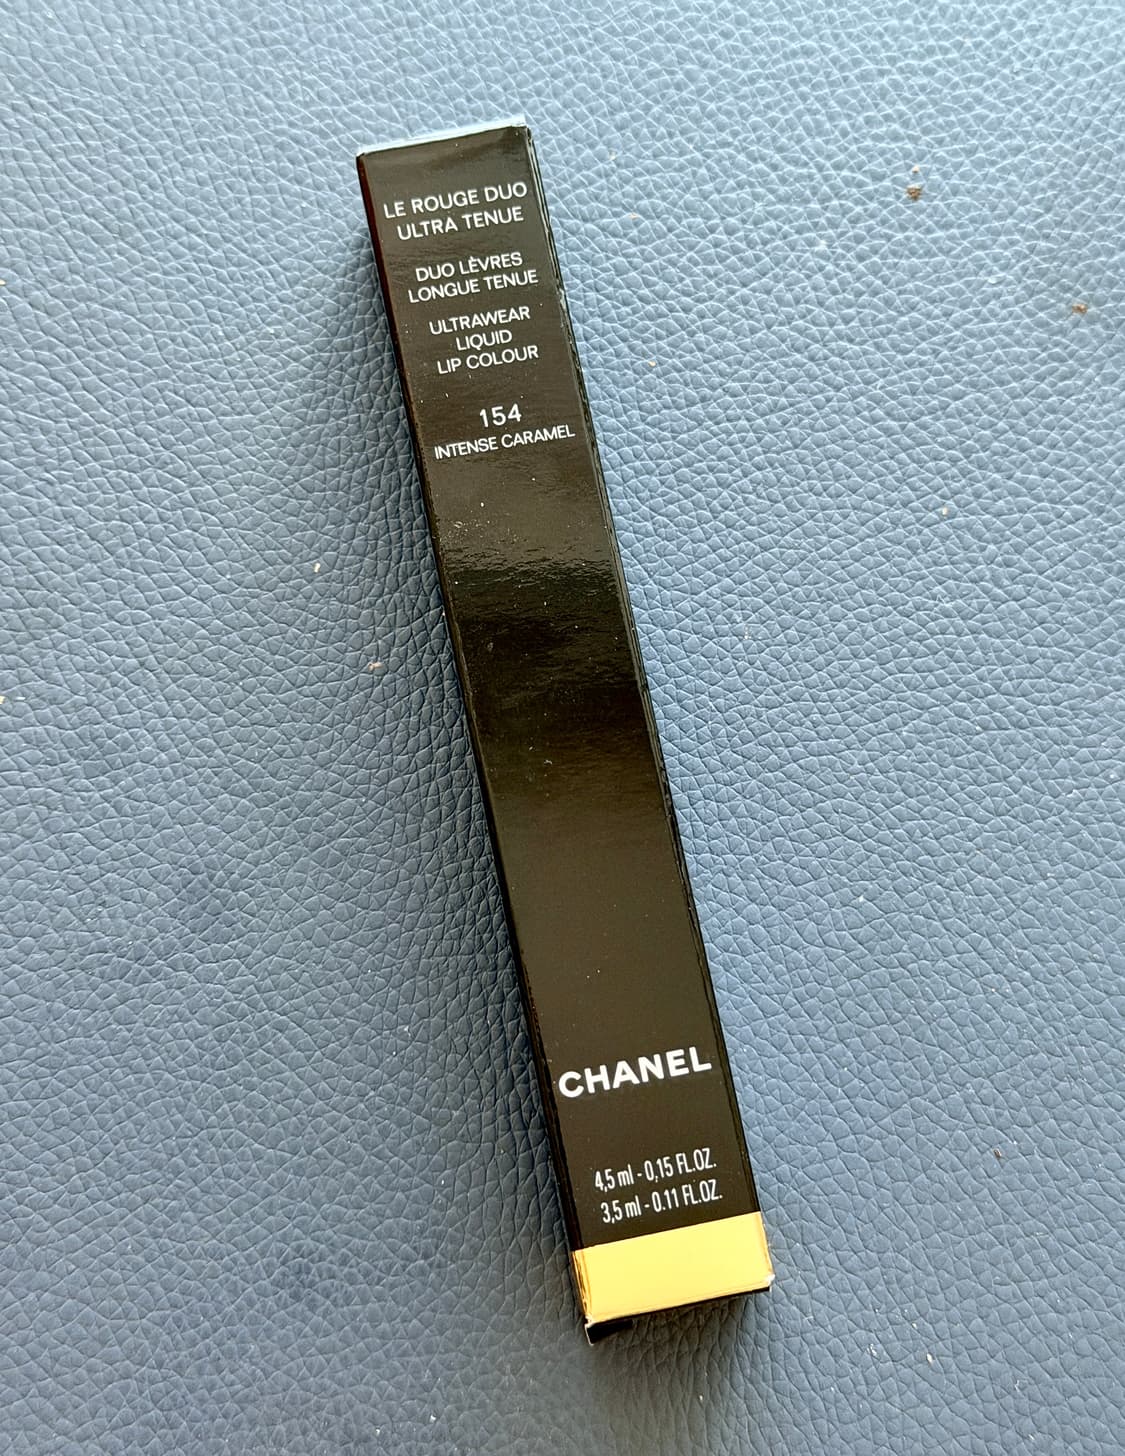 LE ROUGE DUO
ULTRA TENUE
DUO LÈVRES
LONGUE TENUE
ULTRAWEAR
LIQUID
LIP COLOUR
154
INTENSE CARAMEL
CHANEL
4,5 ml - 0,15 FL.OZ.
3,5 ml - 0.11 FL.OZ.